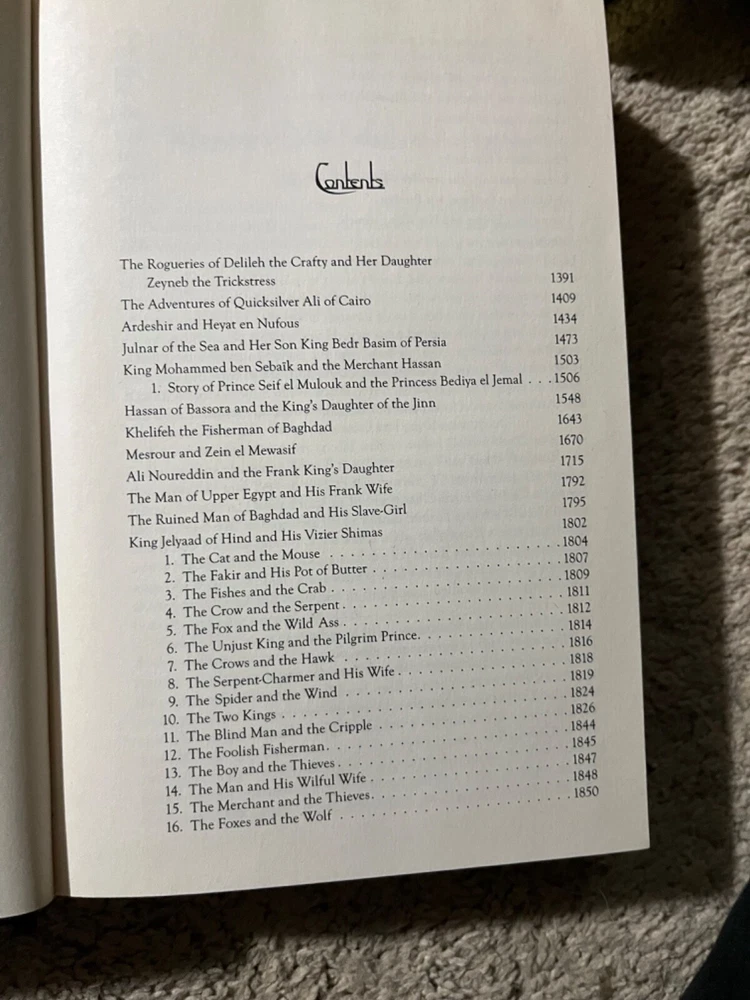 Contents
The Rogueries of Delileh the Crafty and Her Daughter
Zeyneb the Trickstress 1391
The Adventures of Quicksilver Ali of Cairo 1409
Ardeshir and Heyat en Nufous 1434
Julnar of the Sea and Her Son King Bedr Basim of Persia 1473
King Mohammed ben Sebaïk and the Merchant Hassan 1503
1. Story of Prince Seif el Mulouk and the Princess Bediya el Jemal . . . 1506
Hassan of Bassora and the King's Daughter of the Jinn 1548
Khelifeh the Fisherman of Baghdad 1643
Mesrour and Zein el Mewasif 1670
Ali Noureddin and the Frank King's Daughter 1715
The Man of Upper Egypt and His Frank Wife 1792
The Ruined Man of Baghdad and His Slave-Girl 1795
King Jelyaad of Hind and His Vizier Shimas 1802
1. The Cat and the Mouse . . . . . . . . . . . . . . . . . . . . 1804
2. The Fakir and His Pot of Butter . . . . . . . . . . . . . . . . 1807
3. The Fishes and the Crab . . . . . . . . . . . . . . . . . . . . 1809
4. The Crow and the Serpent . . . . . . . . . . . . . . . . . . . 1811
5. The Fox and the Wild Ass . . . . . . . . . . . . . . . . . . . 1812
6. The Unjust King and the Pilgrim Prince. . . . . . . . . . . . . 1814
7. The Crows and the Hawk . . . . . . . . . . . . . . . . . . . 1816
8. The Serpent-Charmer and His Wife . . . . . . . . . . . . . . . 1818
9. The Spider and the Wind . . . . . . . . . . . . . . . . . . . 1819
10. The Two Kings . . . . . . . . . . . . . . . . . . . . . . . 1824
11. The Blind Man and the Cripple . . . . . . . . . . . . . . . . 1826
12. The Foolish Fisherman. . . . . . . . . . . . . . . . . . . . 1844
13. The Boy and the Thieves . . . . . . . . . . . . . . . . . . . 1845
14. The Man and His Wilful Wife . . . . . . . . . . . . . . . . . 1847
15. The Merchant and the Thieves. . . . . . . . . . . . . . . . . 1848
16. The Foxes and the Wolf . . . . . . . . . . . . . . . . . . . 1850